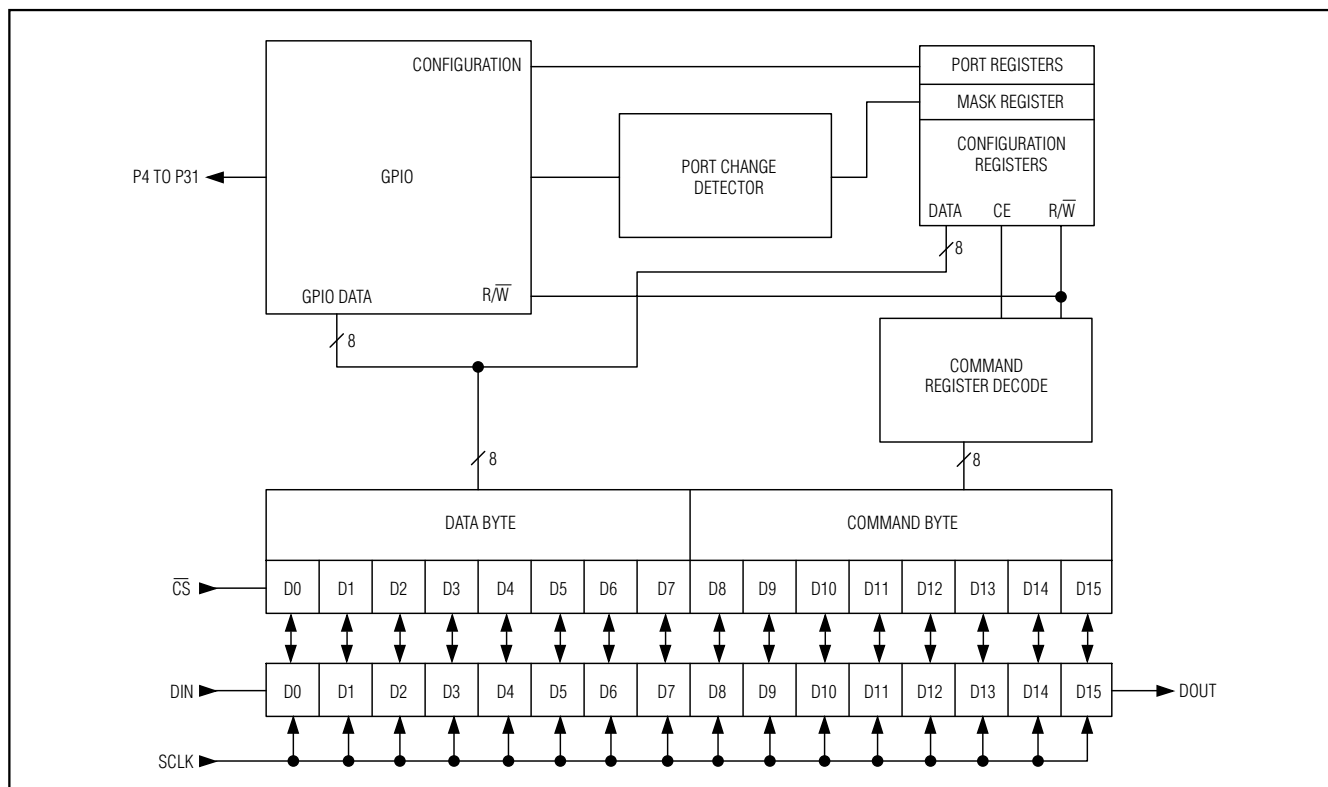 CONFIGURATION
PORT REGISTERS
MASK REGISTER
CONFIGURATION
REGISTERS
PORT CHANGE
DETECTOR
P4 TO P31
GPIO
DATA CE R/W̅
8
GPIO DATA R/W̅
8
COMMAND
REGISTER DECODE
8 8
DATA BYTE COMMAND BYTE
C̅S̅ D0 D1 D2 D3 D4 D5 D6 D7 D8 D9 D10 D11 D12 D13 D14 D15
DIN D0 D1 D2 D3 D4 D5 D6 D7 D8 D9 D10 D11 D12 D13 D14 D15 DOUT
SCLK